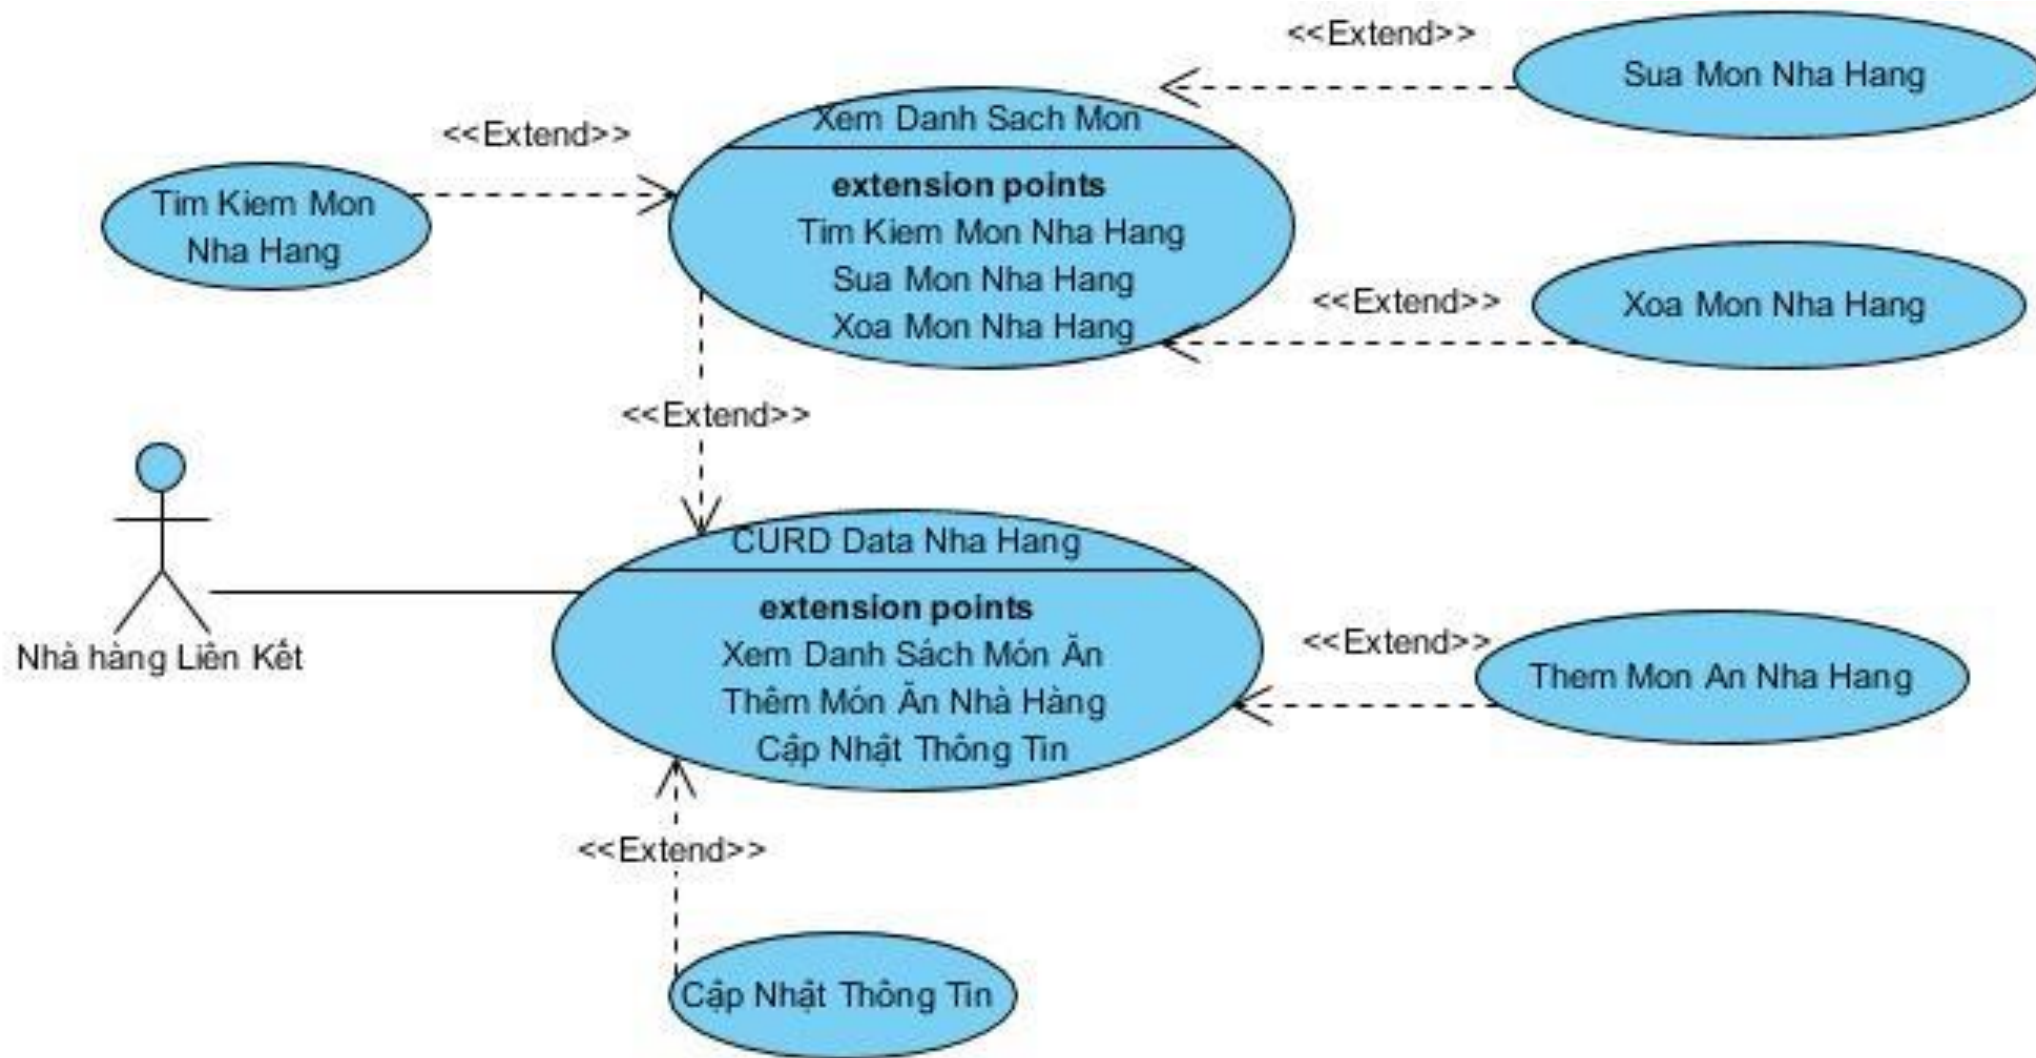 <<Extend>>
Sua Mon Nha Hang
<<Extend>>
Xem Danh Sach Mon
extension points
Tim Kiem Mon Nha Hang
Sua Mon Nha Hang
Xoa Mon Nha Hang
Tim Kiem Mon
Nha Hang
<<Extend>>
Xoa Mon Nha Hang
<<Extend>>
Nhà hàng Liên Kết
CURD Data Nha Hang
extension points
Xem Danh Sách Món Ăn
Thêm Món Ăn Nhà Hàng
Cập Nhật Thông Tin
<<Extend>>
Them Mon An Nha Hang
<<Extend>>
Cập Nhật Thông Tin